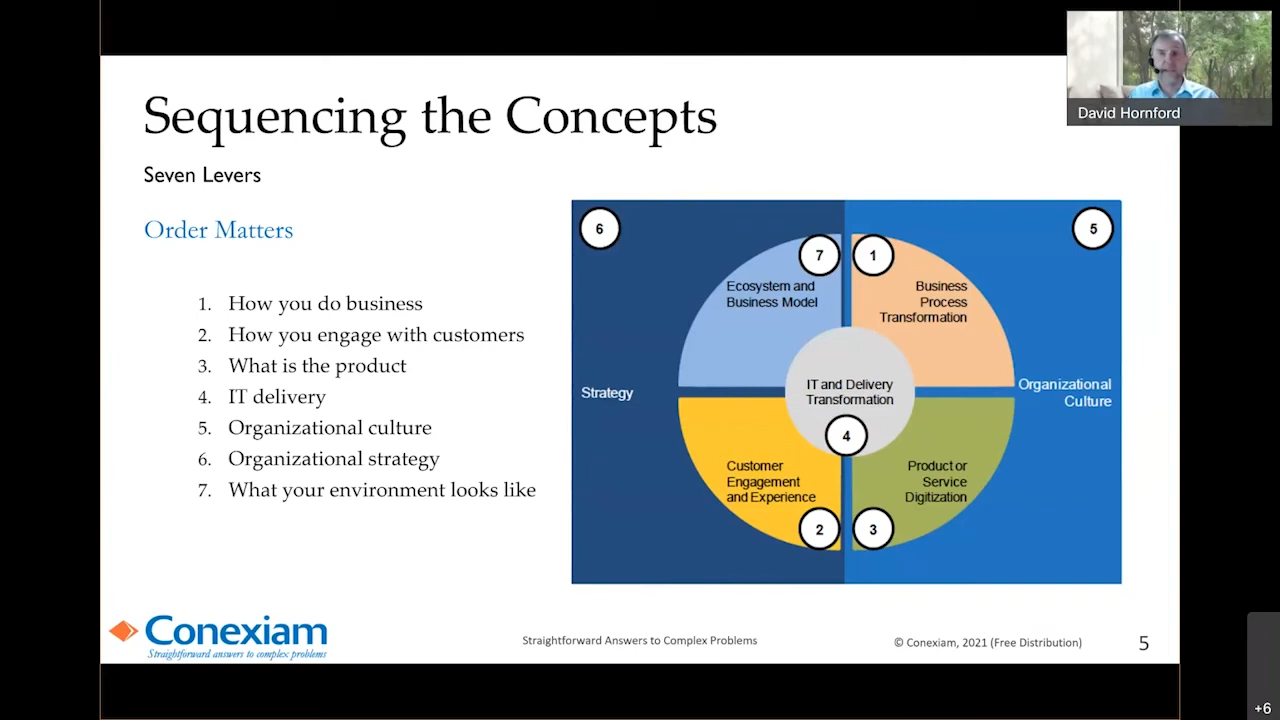 Sequencing the Concepts
David Hornford
Seven Levers
Order Matters
1. How you do business
2. How you engage with customers
3. What is the product
4. IT delivery
5. Organizational culture
6. Organizational strategy
7. What your environment looks like
6
5
7
1
Ecosystem and
Business Model
Business
Process
Transformation
Strategy
IT and Delivery
Transformation
Organizational
Culture
4
Customer
Engagement
and Experience
Product or
Service
Digitization
2
3
Conexiam
Straightforward answers to complex problems
Straightforward Answers to Complex Problems
© Conexiam, 2021 (Free Distribution)
5
+6